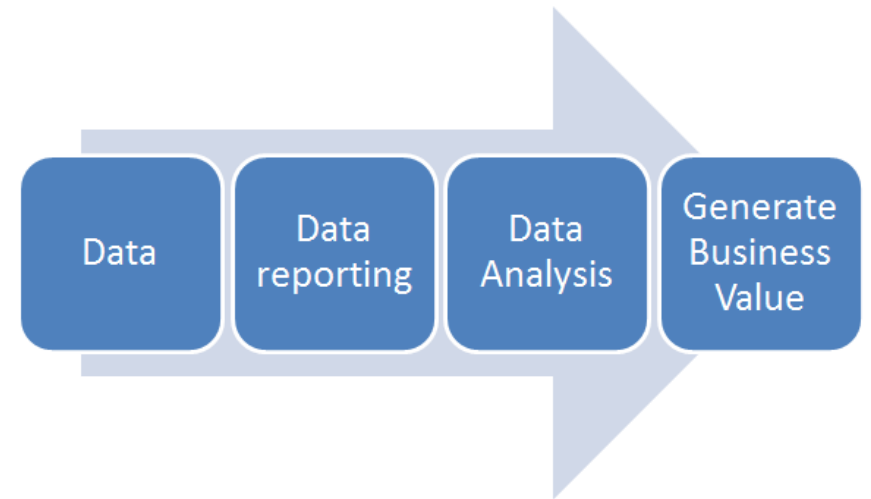 Data
Data
reporting
Data
Analysis
Generate
Business
Value